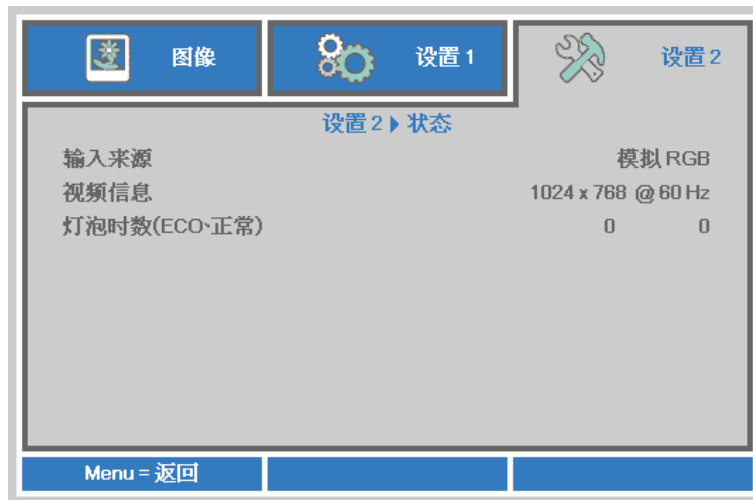 图像 设置 1 设置 2
设置 2 ▶ 状态
输入来源 模拟 RGB
视频信息 1024 x 768 @ 60 Hz
灯泡时数(ECO、正常) 0 0
Menu = 返回